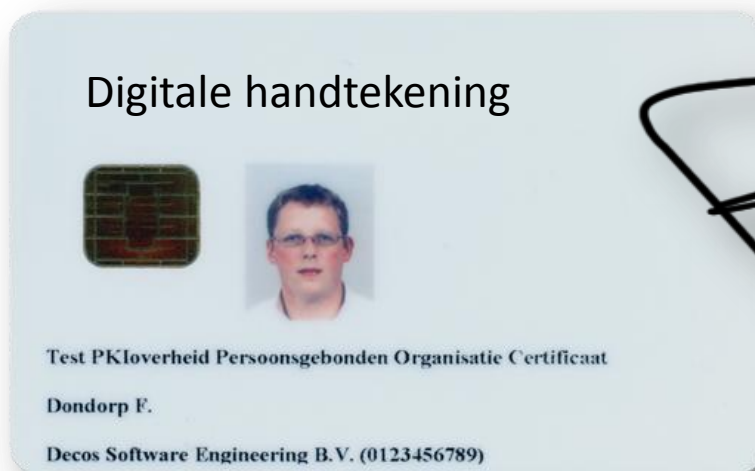 Digitale handtekening
Test PKIoverheid Persoonsgebonden Organisatie Certificaat
Dondorp F.
Decos Software Engineering B.V. (0123456789)